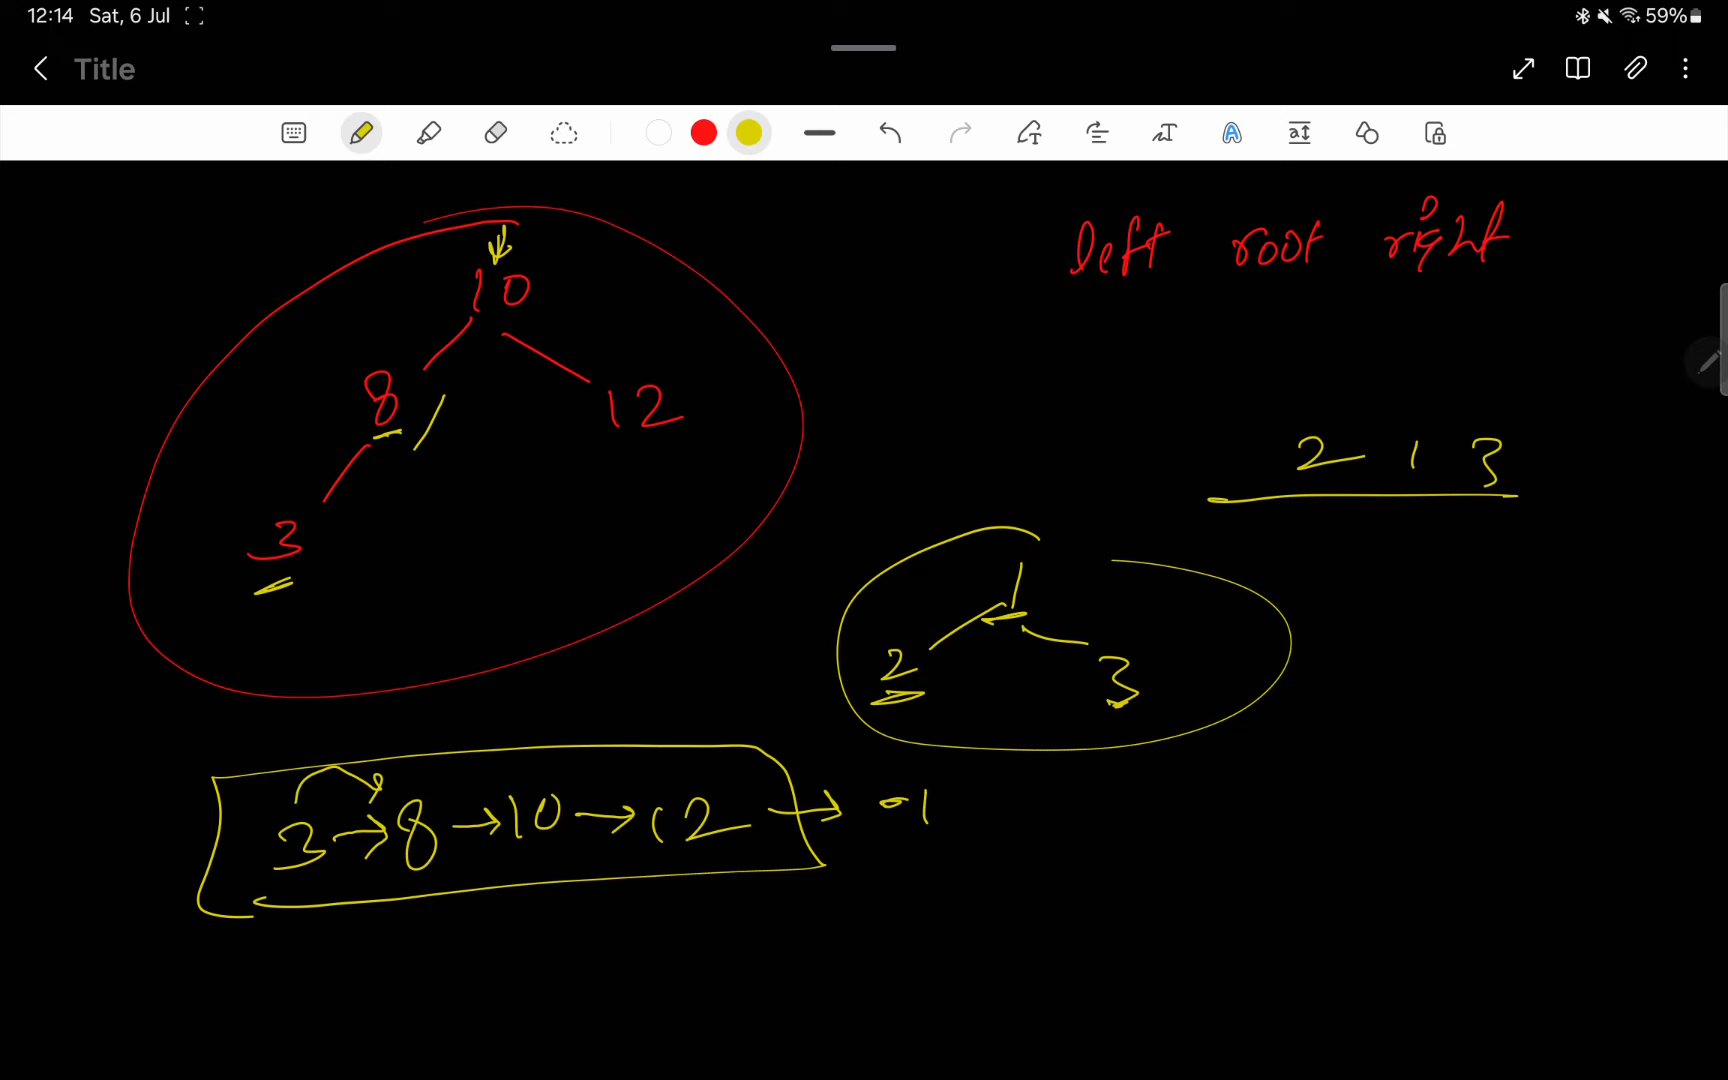 12:14 Sat, 6 Jul 59%
Title
left root right
10
8 12
3
2 1 3
1
2 3
3 → 8 → 10 → 12 → -1